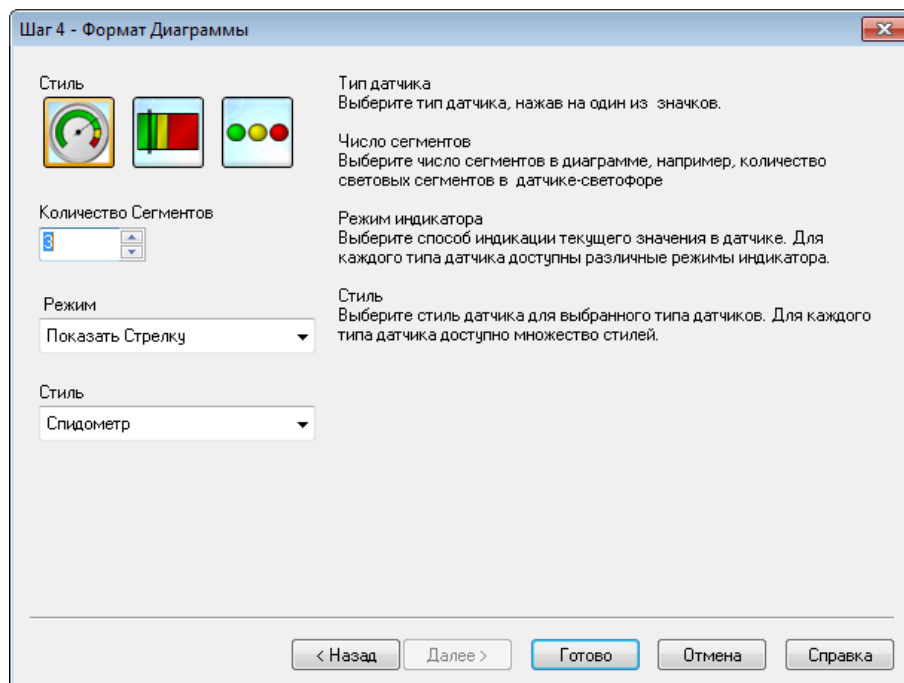 Шаг 4 - Формат Диаграммы
Стиль
Количество Сегментов
3
Режим
Показать Стрелку
Стиль
Спидометр
Тип датчика
Выберите тип датчика, нажав на один из значков.
Число сегментов
Выберите число сегментов в диаграмме, например, количество
световых сегментов в датчике-светофоре
Режим индикатора
Выберите способ индикации текущего значения в датчике. Для
каждого типа датчика доступны различные режимы индикатора.
Стиль
Выберите стиль датчика для выбранного типа датчиков. Для каждого
типа датчика доступно множество стилей.
< Назад
Далее >
Готово
Отмена
Справка